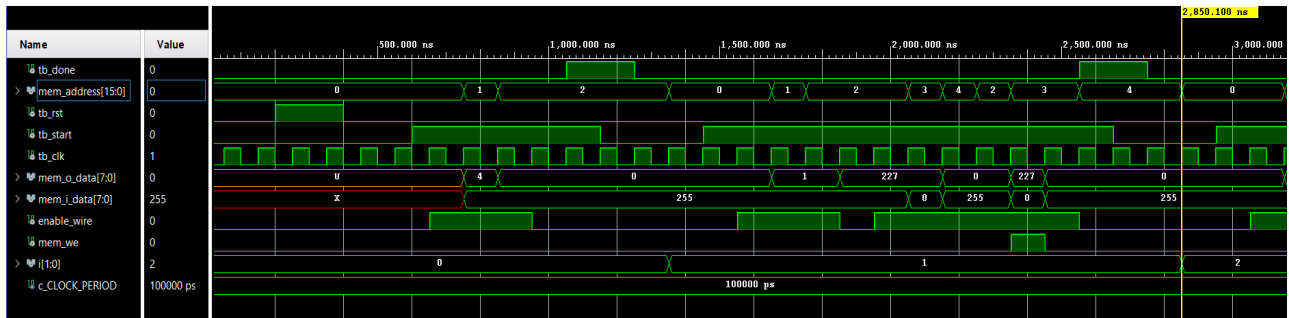 2,850.100 ns
Name Value 500.000 ns 1,000.000 ns 1,500.000 ns 2,000.000 ns 2,500.000 ns 3,000.000
tb_done 0
mem_address[15:0] 0 0 1 2 0 1 2 3 4 2 3 4 0
tb_rst 0
tb_start 0
tb_clk 1
mem_o_data[7:0] 0 U 4 0 1 227 0 227 0
mem_i_data[7:0] 255 X 255 0 255 0 255
enable_wire 0
mem_we 0
i[1:0] 2 0 1 2
c_CLOCK_PERIOD 100000 ps 100000 ps